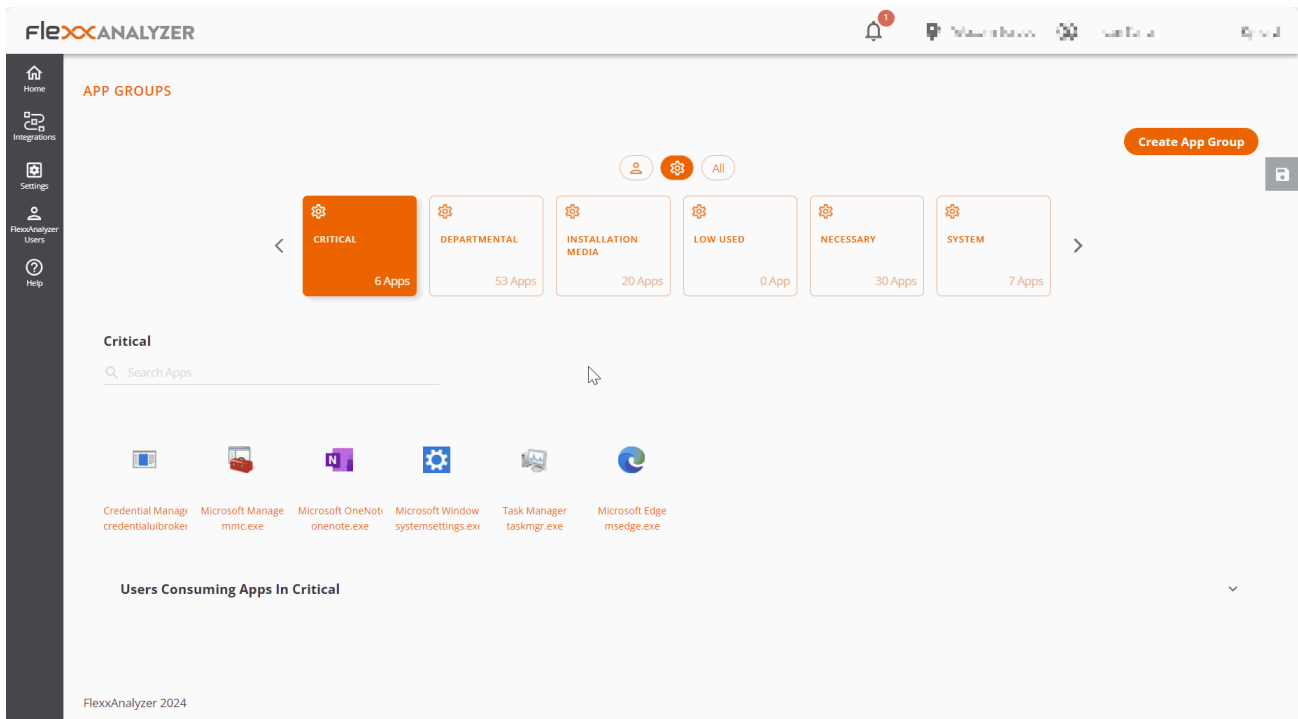 FlexxANALYZER
1
Home
Integrations
Settings
FlexxAnalyzer
Users
Help
APP GROUPS
Create App Group
All
CRITICAL
6 Apps
DEPARTMENTAL
53 Apps
INSTALLATION
MEDIA
20 Apps
LOW USED
0 App
NECESSARY
30 Apps
SYSTEM
7 Apps
Critical
Search Apps
Credential Manag
credentialuibroker
Microsoft Manage
mmc.exe
Microsoft OneNot
onenote.exe
Microsoft Window
systemsettings.ex
Task Manager
taskmgr.exe
Microsoft Edge
msedge.exe
Users Consuming Apps In Critical
FlexxAnalyzer 2024